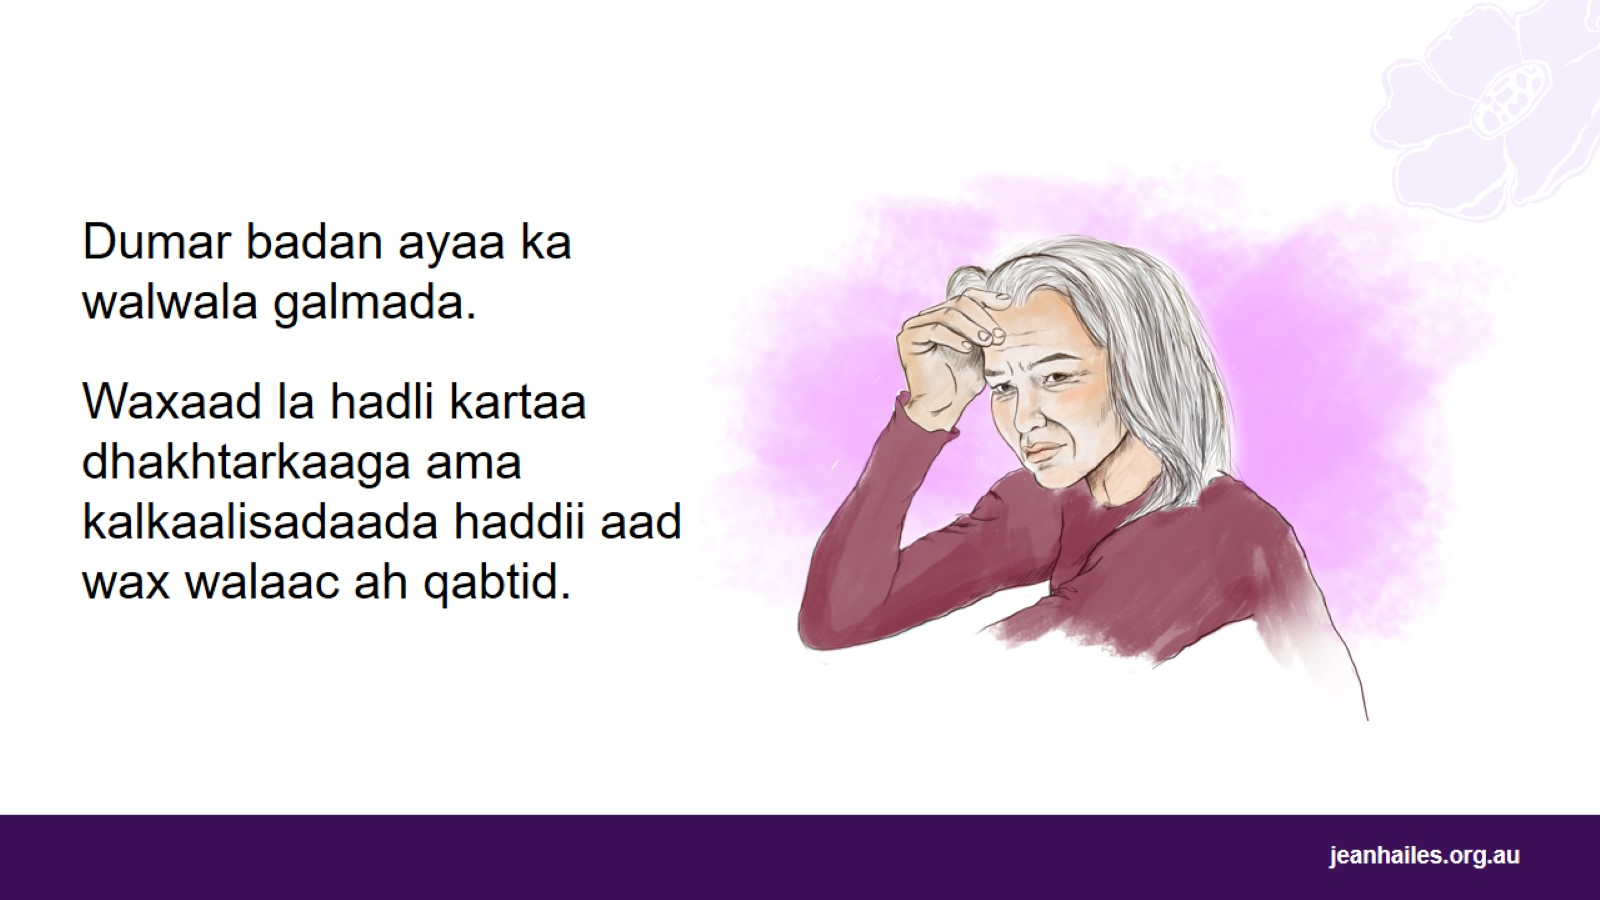 Dumar badan ayaa ka
walwala galmada.
Waxaad la hadli kartaa
dhakhtarkaaga ama
kalkaalisadaada haddii aad
wax walaac ah qabtid.
jeanhailes.org.au